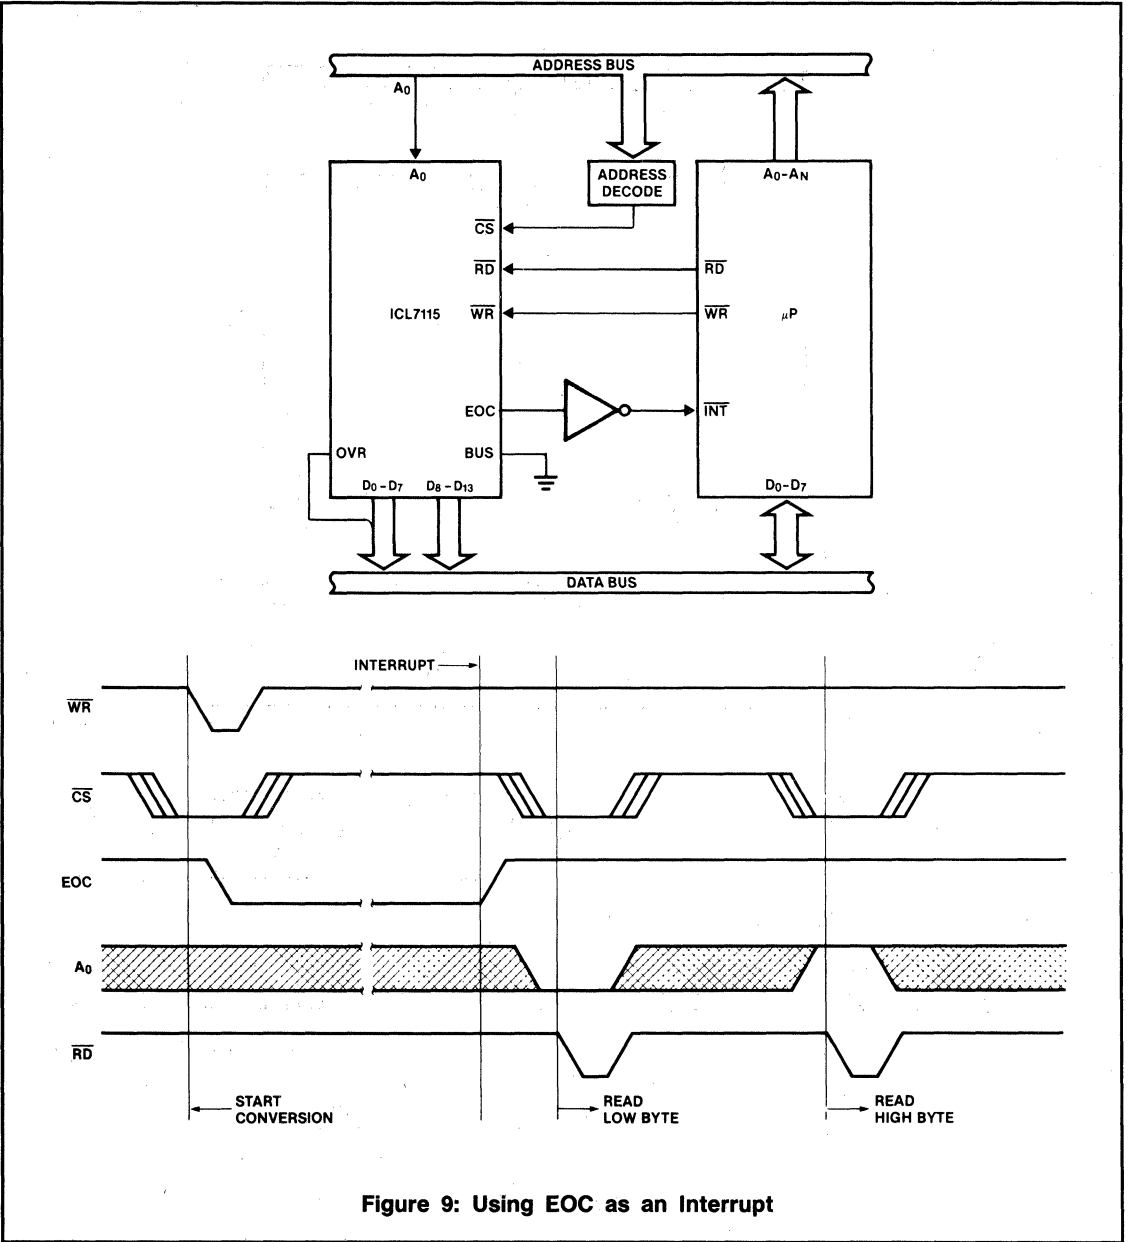 ADDRESS BUS
A0
A0
ADDRESS
DECODE
A0-AN
CS
RD
RD
ICL7115
WR
WR
μP
EOC
INT
OVR
BUS
D0-D7
D8-D13
D0-D7
DATA BUS
INTERRUPT
WR
CS
EOC
A0
RD
START
CONVERSION
READ
LOW BYTE
READ
HIGH BYTE
Figure 9: Using EOC as an Interrupt